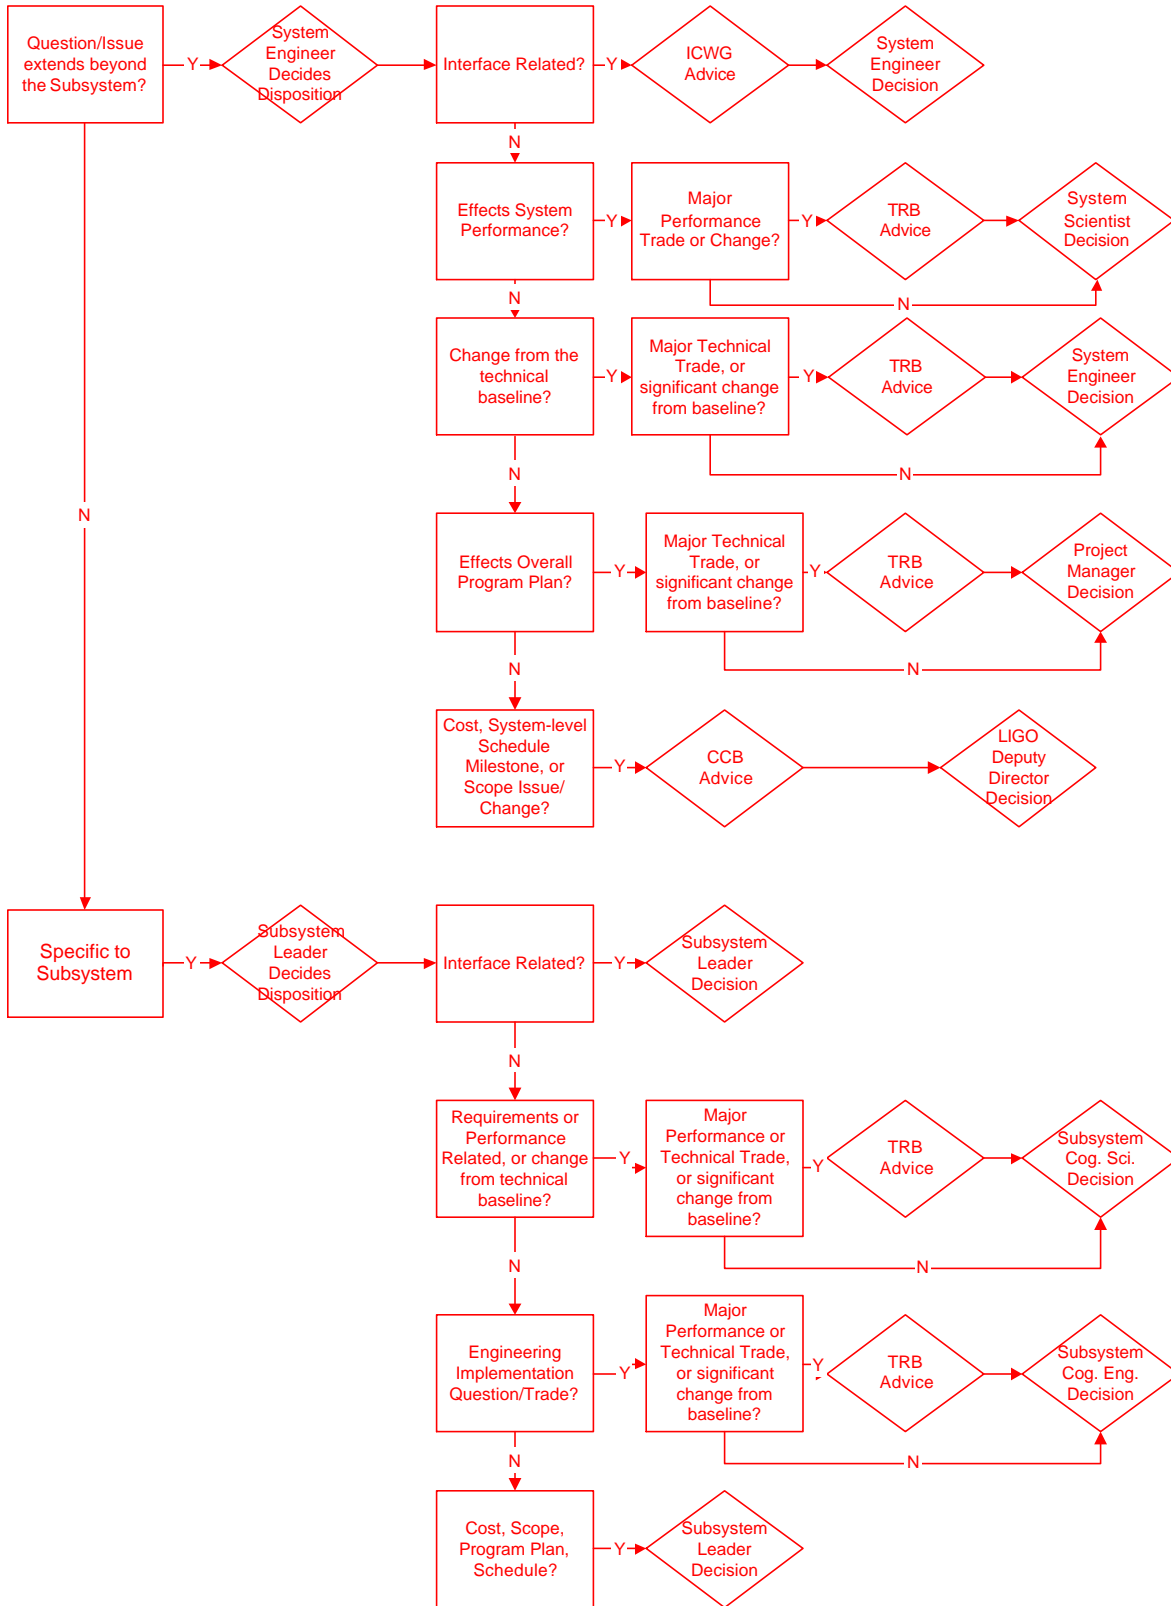 Question/Issue
extends beyond
the Subsystem?
Y
System
Engineer
Decides
Disposition
Interface Related?
Y
ICWG
Advice
System
Engineer
Decision
N
Effects System
Performance?
Y
Major
Performance
Trade or Change?
Y
TRB
Advice
System
Scientist
Decision
N
N
Change from the
technical
baseline?
Y
Major Technical
Trade, or
significant change
from baseline?
Y
TRB
Advice
System
Engineer
Decision
N
N
N
Effects Overall
Program Plan?
Y
Major Technical
Trade, or
significant change
from baseline?
Y
TRB
Advice
Project
Manager
Decision
N
N
Cost, System-level
Schedule
Milestone, or
Scope Issue/
Change?
Y
CCB
Advice
LIGO
Deputy
Director
Decision
Specific to
Subsystem
Y
Subsystem
Leader
Decides
Disposition
Interface Related?
Y
Subsystem
Leader
Decision
N
Requirements or
Performance
Related, or change
from technical
baseline?
Y
Major
Performance or
Technical Trade,
or significant
change from
baseline?
Y
TRB
Advice
Subsystem
Cog. Sci.
Decision
N
N
Engineering
Implementation
Question/Trade?
Y
Major
Performance or
Technical Trade,
or significant
change from
baseline?
Y
TRB
Advice
Subsystem
Cog. Eng.
Decision
N
N
Cost, Scope,
Program Plan,
Schedule?
Y
Subsystem
Leader
Decision